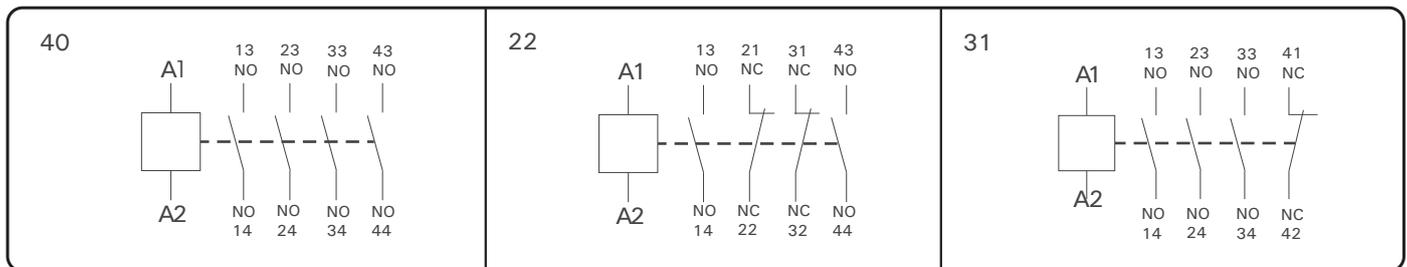 40
13 23 33 43
NO NO NO NO
A1
A2
NO NO NO NO
14 24 34 44
22
13 21 31 43
NO NC NC NO
A1
A2
NO NC NC NO
14 22 32 44
31
13 23 33 41
NO NO NO NC
A1
A2
NO NO NO NC
14 24 34 42